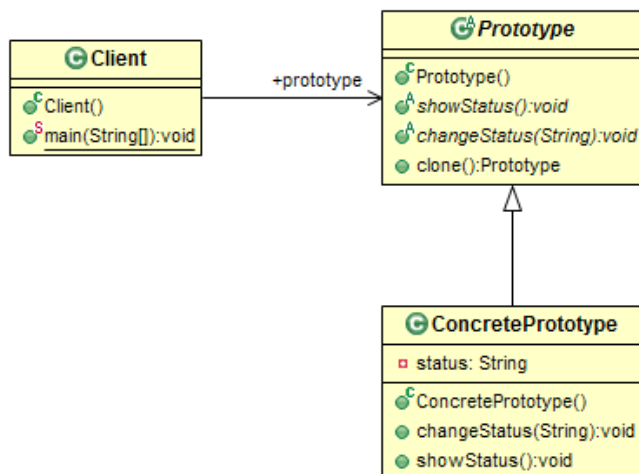 Client
Client()
main(String[]):void
+prototype
Prototype
Prototype()
showStatus():void
changeStatus(String):void
clone():Prototype
ConcretePrototype
status: String
ConcretePrototype()
changeStatus(String):void
showStatus():void